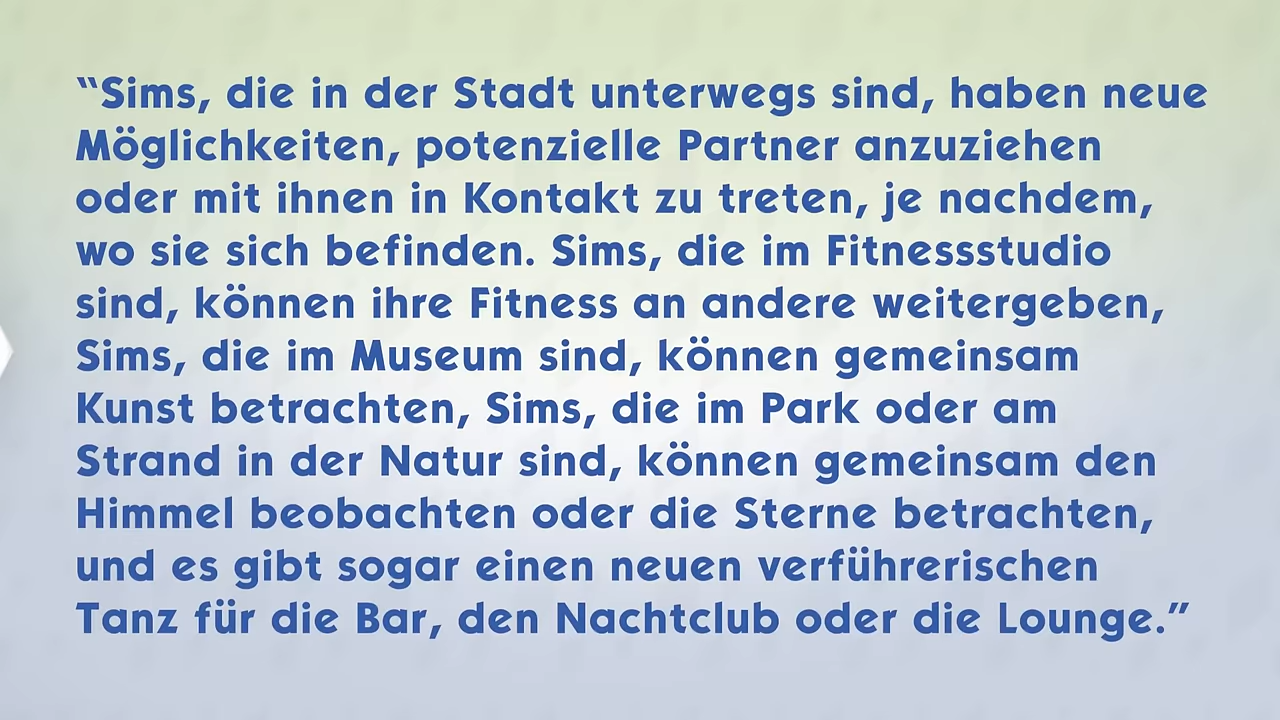 “Sims, die in der Stadt unterwegs sind, haben neue
Möglichkeiten, potenzielle Partner anzuziehen
oder mit ihnen in Kontakt zu treten, je nachdem,
wo sie sich befinden. Sims, die im Fitnessstudio
sind, können ihre Fitness an andere weitergeben,
Sims, die im Museum sind, können gemeinsam
Kunst betrachten, Sims, die im Park oder am
Strand in der Natur sind, können gemeinsam den
Himmel beobachten oder die Sterne betrachten,
und es gibt sogar einen neuen verführerischen
Tanz für die Bar, den Nachtclub oder die Lounge.”